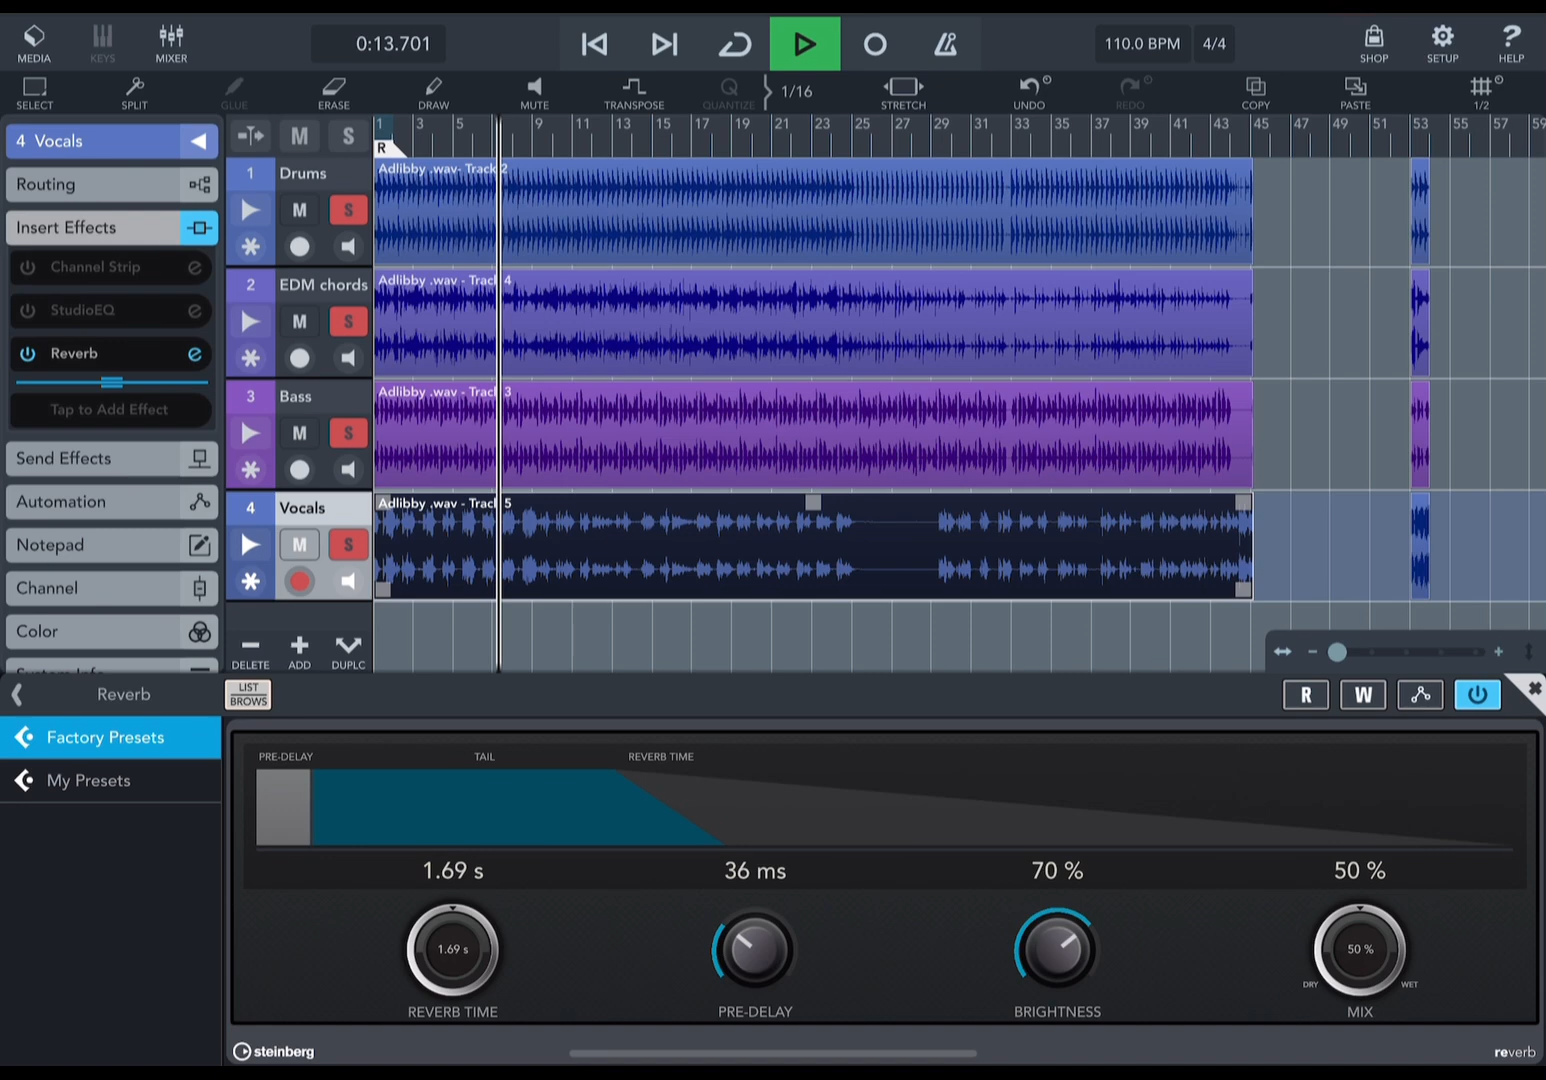 MEDIA
KEYS
MIXER
0:13.701
110.0 BPM
4/4
SHOP
SETUP
?
HELP
SELECT
SPLIT
GLUE
ERASE
DRAW
MUTE
TRANSPOSE
QUANTIZE
1/16
STRETCH
UNDO
REDO
COPY
PASTE
1/2
4 Vocals
Routing
Insert Effects
Channel Strip
StudioEQ
Reverb
Tap to Add Effect
Send Effects
Automation
Notepad
Channel
Color
System Info
M S
1 3 5 9 11 13 15 17 19 21 23 25 27 29 31 33 35 37 39 41 43 45 47 49 51 53 55 57 59
R
1 Drums
M S
Adlibby .wav- Track 2
2 EDM chords
M S
Adlibby .wav - Track 4
3 Bass
M S
Adlibby .wav - Track 3
4 Vocals
M S
Adlibby .wav - Track 5
DELETE
ADD
DUPLC
Reverb
LIST
BROWS
R W
Factory Presets
My Presets
PRE-DELAY
TAIL
REVERB TIME
1.69 s
36 ms
70 %
50 %
1.69 s
50 %
DRY
WET
REVERB TIME
PRE-DELAY
BRIGHTNESS
MIX
steinberg
reverb